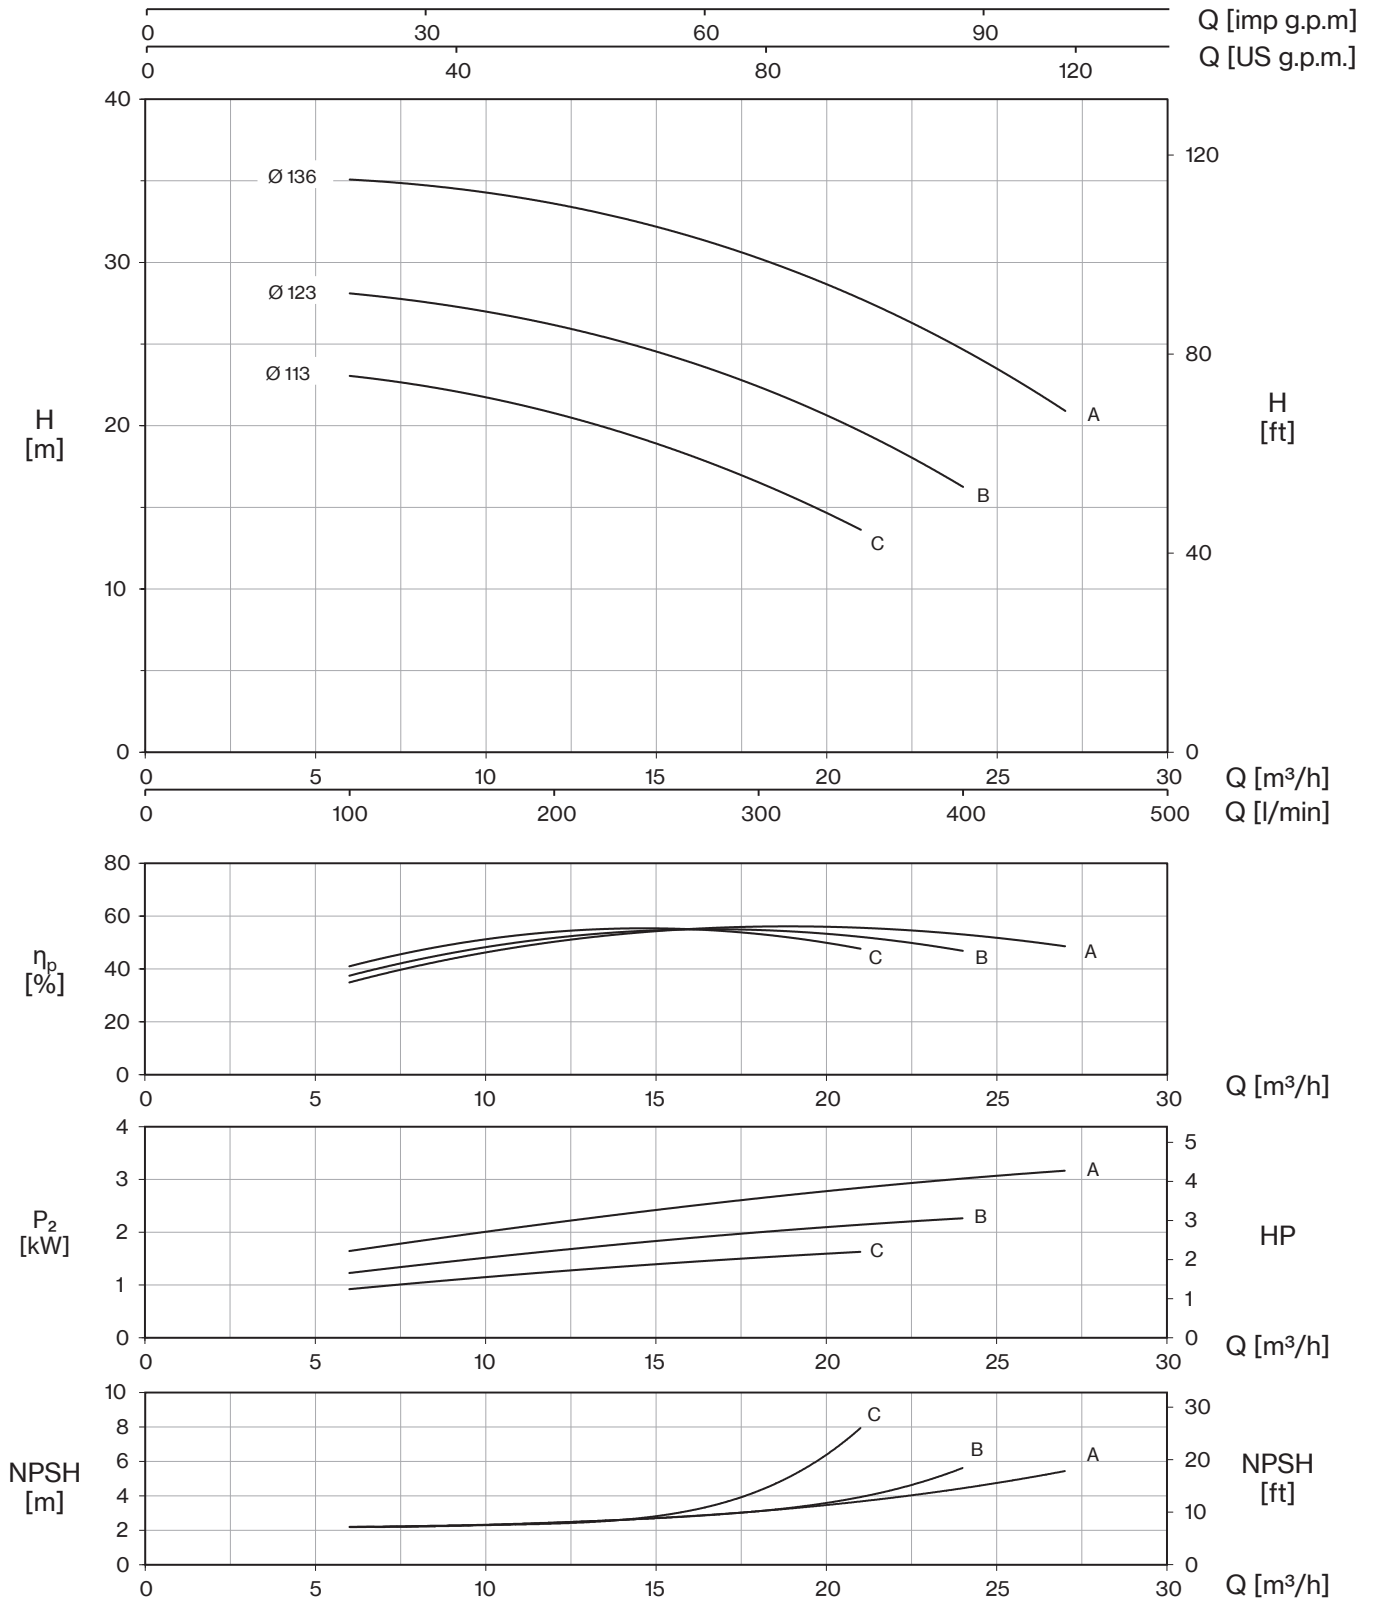 0 30 60 90 Q [imp g.p.m]
0 40 80 120 Q [US g.p.m.]
40
120
Ø 136
30
Ø 123
80
Ø 113
H
[m]
H
[ft]
20
A
B
C
40
10
0
0
0 5 10 15 20 25 30 Q [m³/h]
0 100 200 300 400 500 Q [l/min]
80
60
ηp
[%]
40
20
0
C B A
0 5 10 15 20 25 30 Q [m³/h]
4
5
3
4
A
P₂
[kW]
2
3
B
HP
C
2
1
1
0
0
0 5 10 15 20 25 30 Q [m³/h]
10
30
C
8
B
A
6
20
NPSH
[m]
NPSH
[ft]
4
10
2
0
0
0 5 10 15 20 25 30 Q [m³/h]